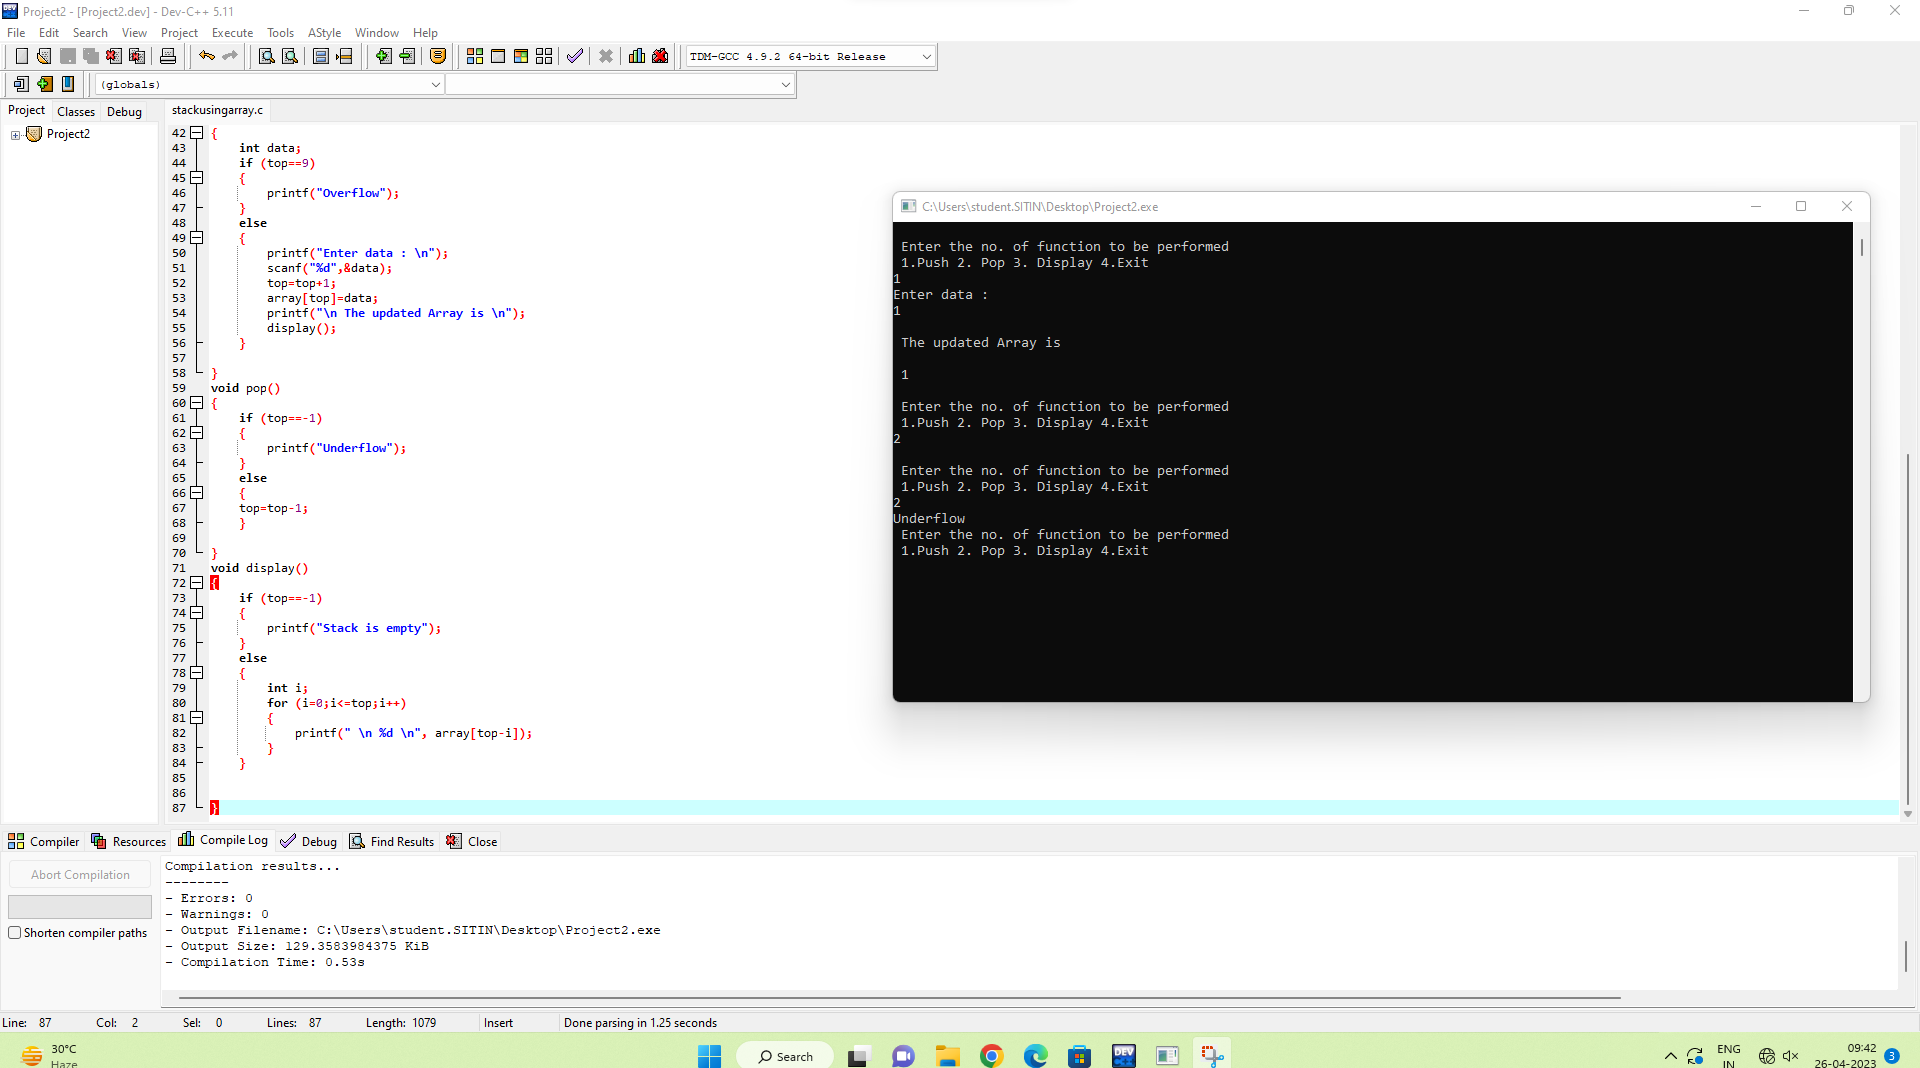 Project2 - [Project2.dev] - Dev-C++ 5.11
File Edit Search View Project Execute Tools AStyle Window Help
TDM-GCC 4.9.2 64-bit Release
(globals)
Project Classes Debug
stackusingarray.c
Project2
42 {
43 int data;
44 if (top==9)
45 {
46 printf("Overflow");
47 }
48 else
49 {
50 printf("Enter data : \n");
51 scanf("%d",&data);
52 top=top+1;
53 array[top]=data;
54 printf("\n The updated Array is \n");
55 display();
56 }
57
58 }
59 void pop()
60 {
61 if (top==-1)
62 {
63 printf("Underflow");
64 }
65 else
66 {
67 top=top-1;
68 }
69
70 }
71 void display()
72 {
73 if (top==-1)
74 {
75 printf("Stack is empty");
76 }
77 else
78 {
79 int i;
80 for (i=0;i<=top;i++)
81 {
82 printf(" \n %d \n", array[top-i]);
83 }
84 }
85
86
87 }
C:\Users\student.SITIN\Desktop\Project2.exe
Enter the no. of function to be performed
1.Push 2. Pop 3. Display 4.Exit
1
Enter data :
1
The updated Array is
1
Enter the no. of function to be performed
1.Push 2. Pop 3. Display 4.Exit
2
Enter the no. of function to be performed
1.Push 2. Pop 3. Display 4.Exit
2
Underflow
Enter the no. of function to be performed
1.Push 2. Pop 3. Display 4.Exit
Compiler Resources Compile Log Debug Find Results Close
Abort Compilation
Shorten compiler paths
Compilation results...
--------
- Errors: 0
- Warnings: 0
- Output Filename: C:\Users\student.SITIN\Desktop\Project2.exe
- Output Size: 129.3583984375 KiB
- Compilation Time: 0.53s
Line: 87 Col: 2 Sel: 0 Lines: 87 Length: 1079 Insert Done parsing in 1.25 seconds
30°C
Haze
Search
DEV
ENG
IN
09:42
26-04-2023
3